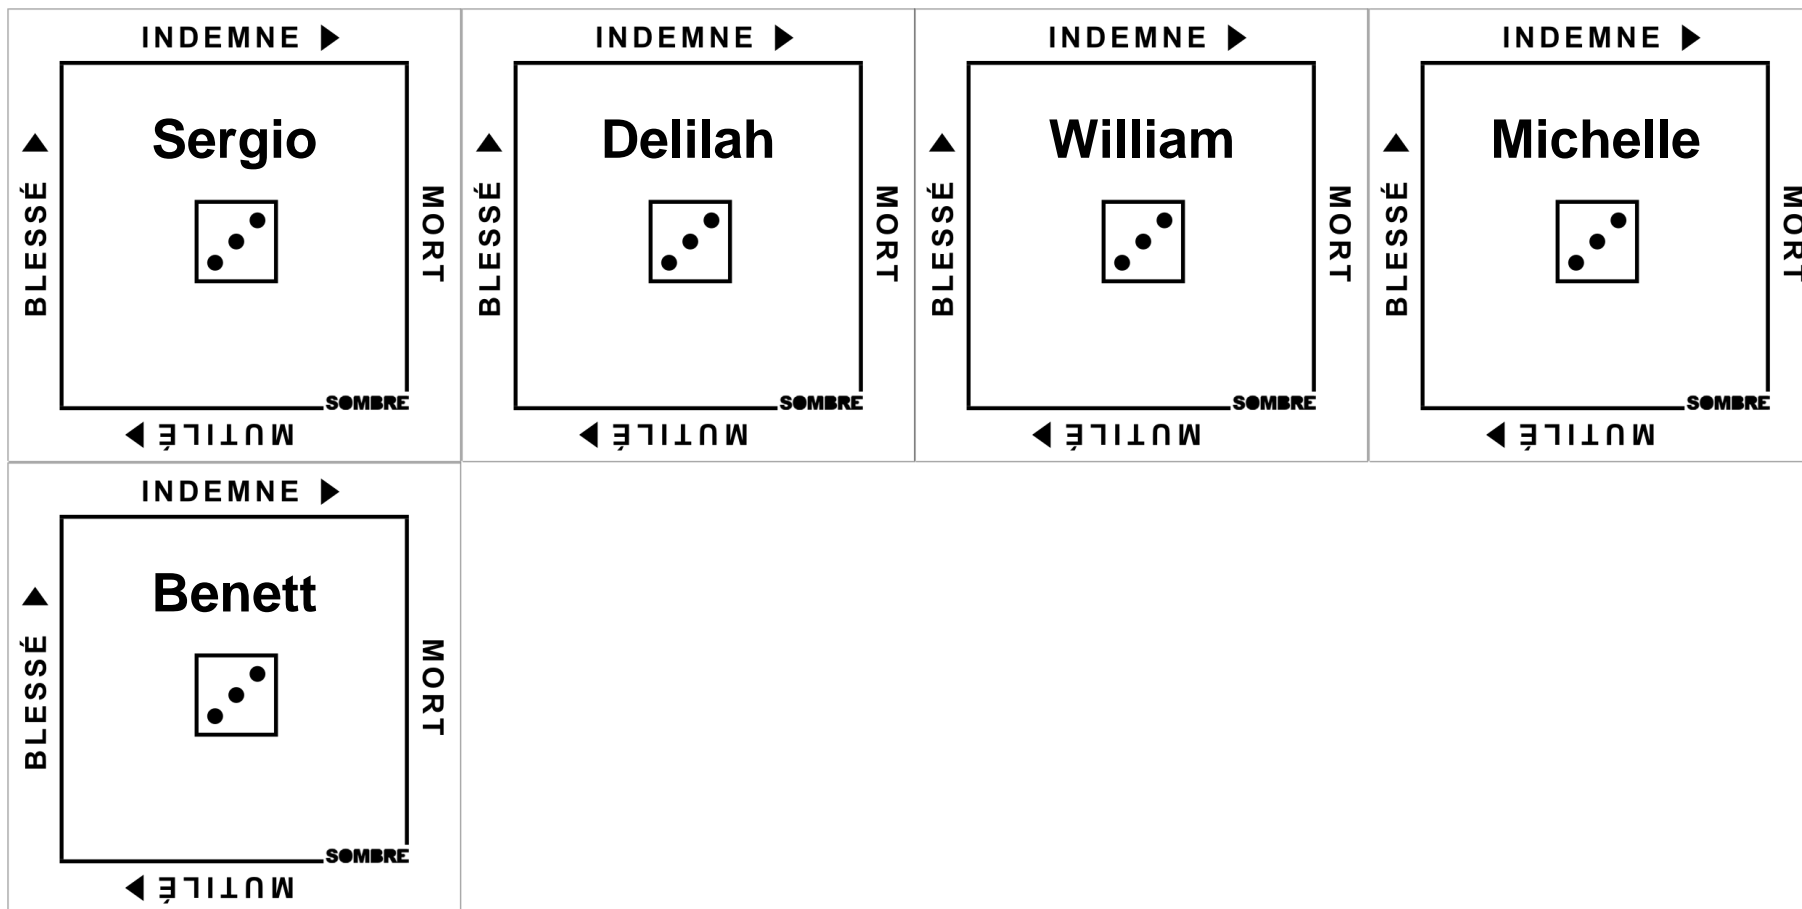 INDEMNE ▶
Sergio
BLESSÉ ▶
MORT
SOMBRE
MUTILÉ ▶
INDEMNE ▶
Delilah
BLESSÉ ▶
MORT
SOMBRE
MUTILÉ ▶
INDEMNE ▶
William
BLESSÉ ▶
MORT
SOMBRE
MUTILÉ ▶
INDEMNE ▶
Michelle
BLESSÉ ▶
MORT
SOMBRE
MUTILÉ ▶
INDEMNE ▶
Benett
BLESSÉ ▶
MORT
SOMBRE
MUTILÉ ▶